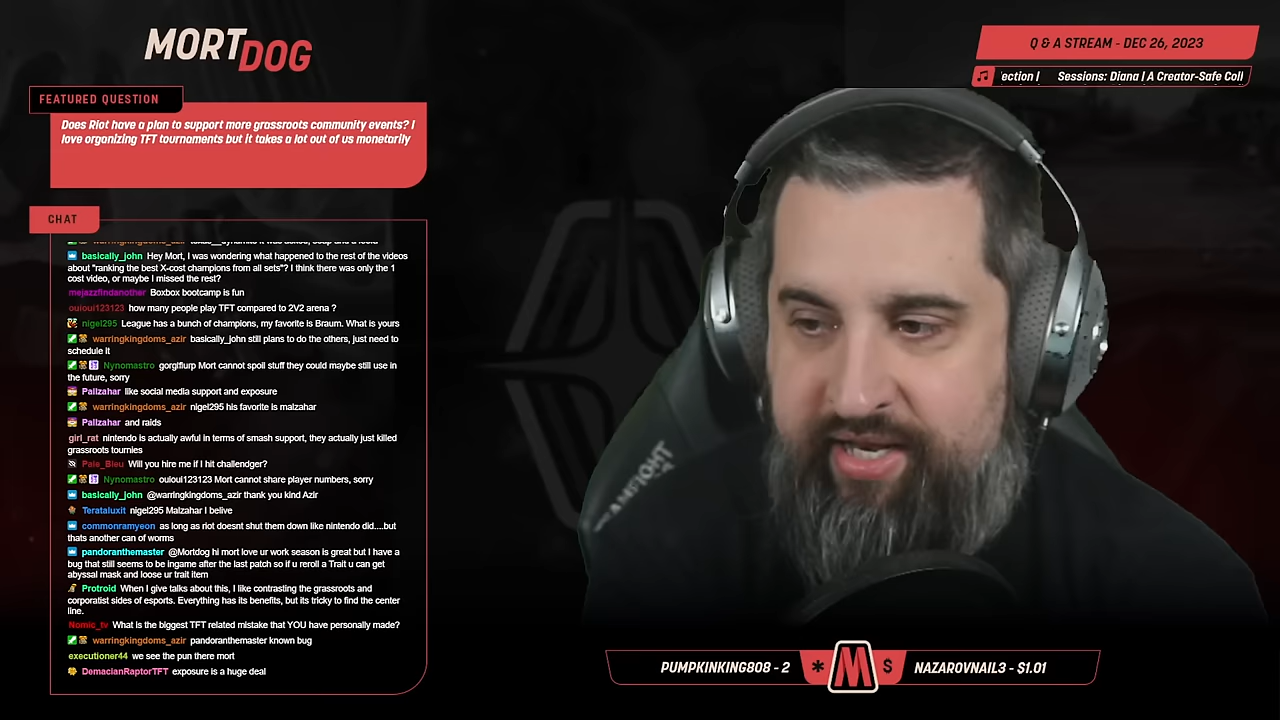 MORTDOG
Q & A STREAM - DEC 26, 2023
ection | Sessions: Diana | A Creator-Safe Coll
FEATURED QUESTION
Does Riot have a plan to support more grassroots community events? I
love organizing TFT tournaments but it takes a lot out of us monetarily
CHAT
basically_john Hey Mort, I was wondering what happened to the rest of the videos
about "ranking the best X-cost champions from all sets"? I think there was only the 1
cost video, or maybe I missed the rest?
mejazzfindanother Boxbox bootcamp is fun
ouioui123123 how many people play TFT compared to 2V2 arena ?
nigel295 League has a bunch of champions, my favorite is Braum. What is yours
warringkingdoms_azir basically_john still plans to do the others, just need to
schedule it
Nynomastro gorgiflurp Mort cannot spoil stuff they could maybe still use in
the future, sorry
Palizahar like social media support and exposure
warringkingdoms_azir nigel295 his favorite is malzahar
Palizahar and raids
girl_rat nintendo is actually awful in terms of smash support, they actually just killed
grassroots tournies
Pale_Bleu Will you hire me if I hit challendger?
Nynomastro ouioui123123 Mort cannot share player numbers, sorry
basically_john @warringkingdoms_azir thank you kind Azir
Terataluxit nigel295 Malzahar I belive
commonramyeon as long as riot doesnt shut them down like nintendo did....but
thats another can of worms
pandoranthemaster @Mortdog hi mort love ur work season is great but I have a
bug that still seems to be ingame after the last patch so if u reroll a Trait u can get
abyssal mask and loose ur trait item
Protroid When I give talks about this, I like contrasting the grassroots and
corporatist sides of esports. Everything has its benefits, but its tricky to find the center
line.
Nomic_tv What is the biggest TFT related mistake that YOU have personally made?
warringkingdoms_azir pandoranthemaster known bug
executioner44 we see the pun there mort
DemacianRaptorTFT exposure is a huge deal
PUMPKINKING808 - 2 * M $ NAZAROVNAIL3 - $1.01